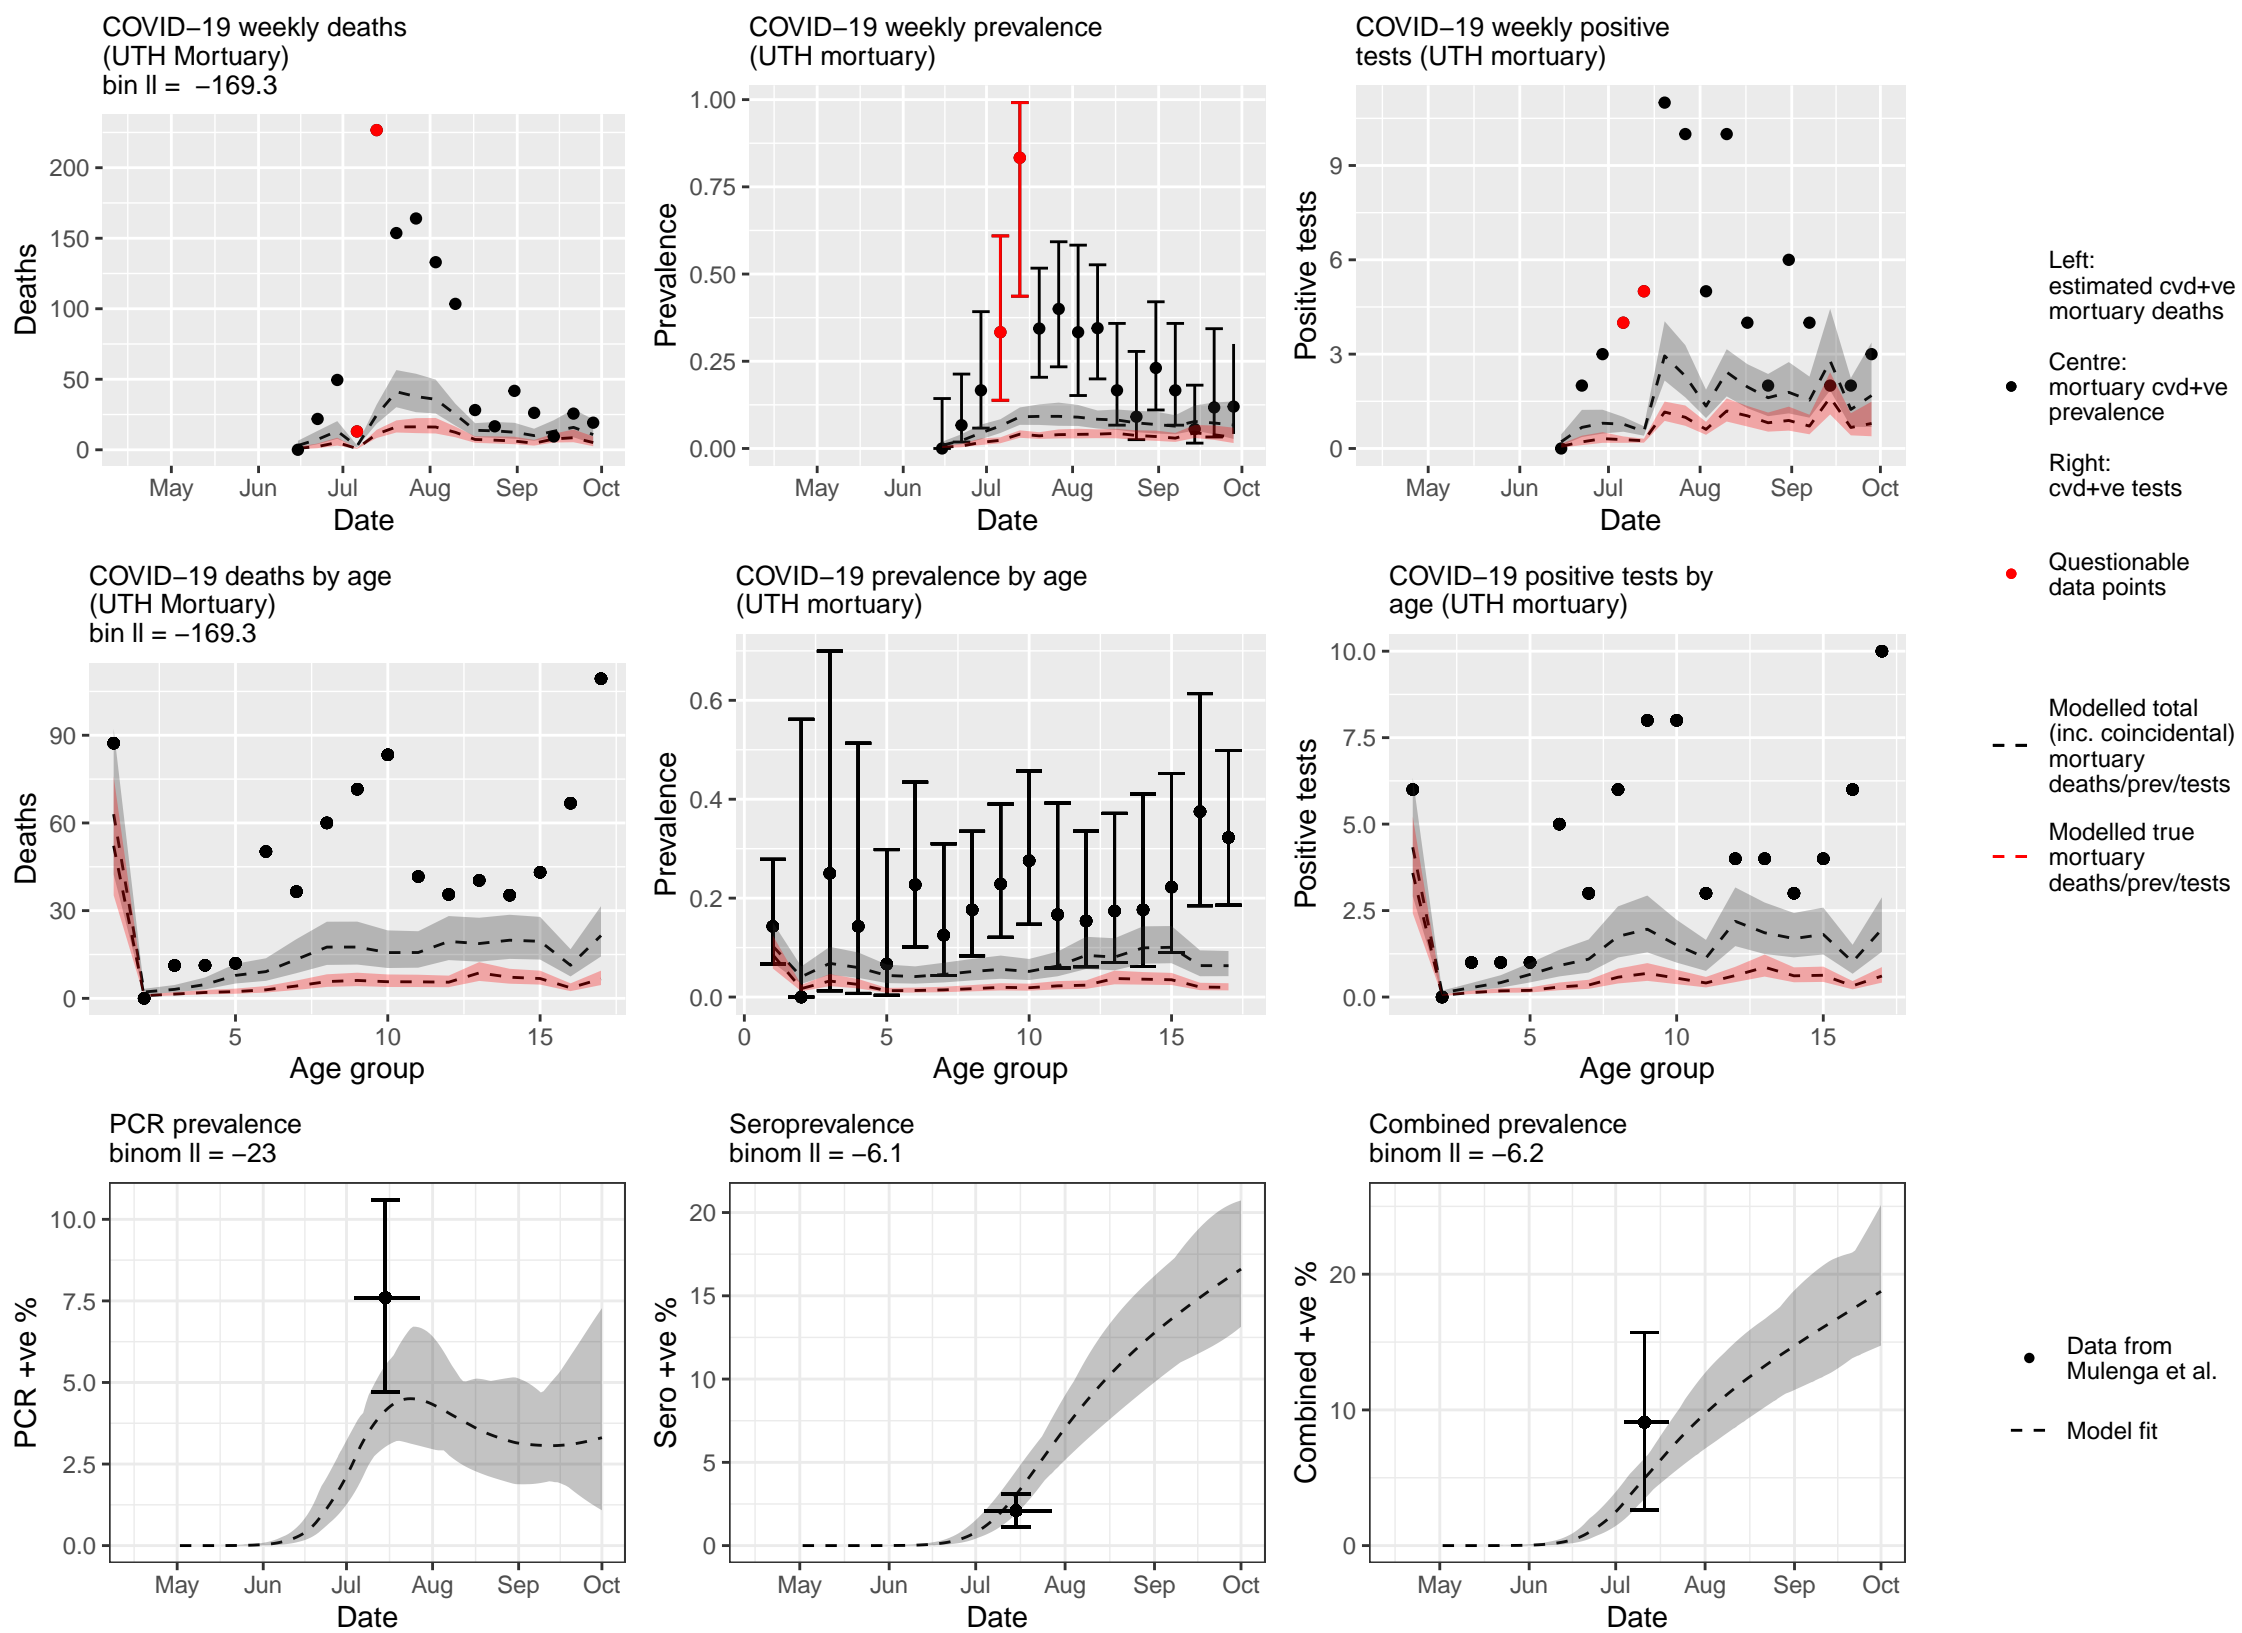 COVID−19 weekly deaths
(UTH Mortuary)
bin ll =  −169.3
200
150
100
50
0
Deaths
May
Jun
Jul
Aug
Sep
Oct
Date
COVID−19 weekly prevalence
(UTH mortuary)
1.00
0.75
0.50
0.25
0.00
Prevalence
May
Jun
Jul
Aug
Sep
Oct
Date
COVID−19 weekly positive
tests (UTH mortuary)
9
6
3
0
Positive tests
May
Jun
Jul
Aug
Sep
Oct
Date
Left:
estimated cvd+ve
mortuary deaths
Centre:
mortuary cvd+ve
prevalence
Right:
cvd+ve tests
Questionable
data points
COVID−19 deaths by age
(UTH Mortuary)
bin ll = −169.3
90
60
30
0
Deaths
5
10
15
Age group
COVID−19 prevalence by age
(UTH mortuary)
0.6
0.4
0.2
0.0
Prevalence
0
5
10
15
Age group
COVID−19 positive tests by
age (UTH mortuary)
10.0
7.5
5.0
2.5
0.0
Positive tests
5
10
15
Age group
Modelled total
(inc. coincidental)
mortuary
deaths/prev/tests
Modelled true
mortuary
deaths/prev/tests
PCR prevalence
binom ll = −23
10.0
7.5
5.0
2.5
0.0
PCR +ve %
May
Jun
Jul
Aug
Sep
Oct
Date
Seroprevalence
binom ll = −6.1
20
15
10
5
0
Sero +ve %
May
Jun
Jul
Aug
Sep
Oct
Date
Combined prevalence
binom ll = −6.2
20
10
0
Combined +ve %
May
Jun
Jul
Aug
Sep
Oct
Date
Data from
Mulenga et al.
Model fit